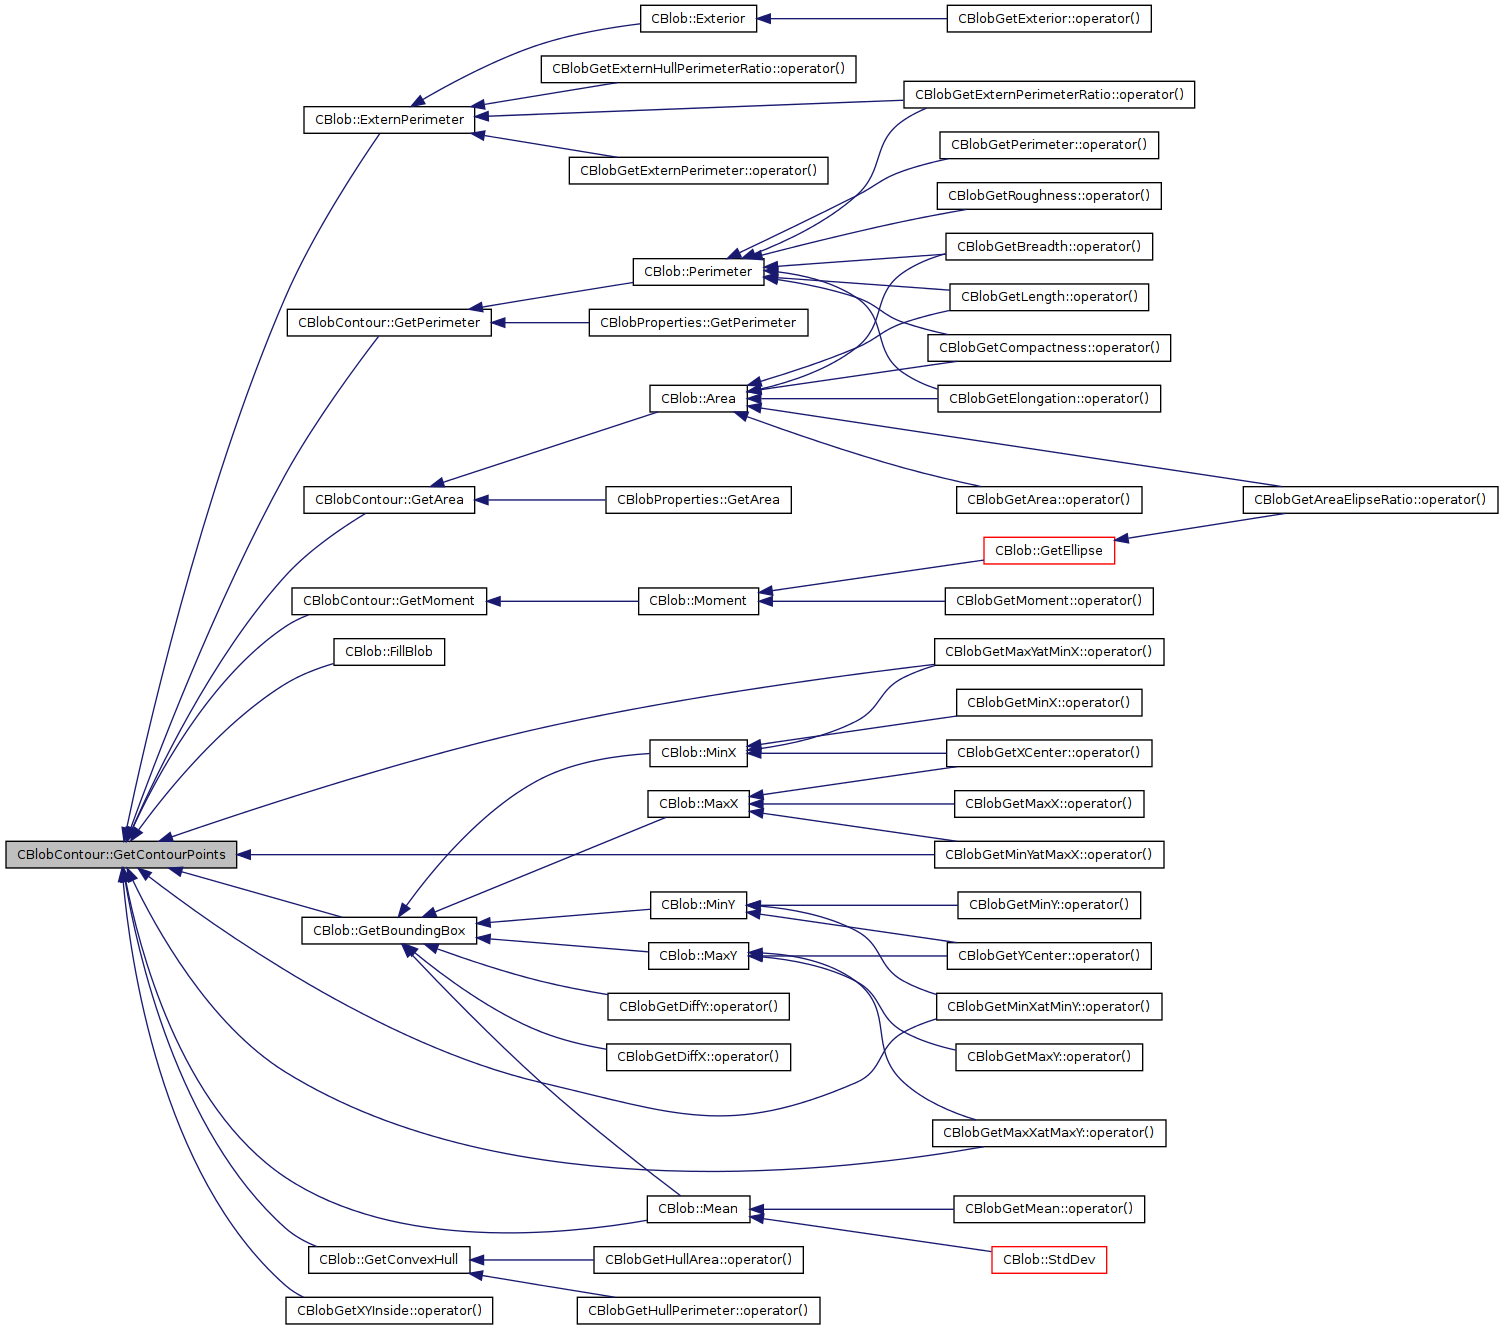 CBlob::Exterior
CBlobGetExterior::operator()
CBlobGetExternHullPerimeterRatio::operator()
CBlobGetExternPerimeterRatio::operator()
CBlob::ExternPerimeter
CBlobGetPerimeter::operator()
CBlobGetExternPerimeter::operator()
CBlobGetRoughness::operator()
CBlobGetBreadth::operator()
CBlob::Perimeter
CBlobGetLength::operator()
CBlobContour::GetPerimeter
CBlobProperties::GetPerimeter
CBlobGetCompactness::operator()
CBlob::Area
CBlobGetElongation::operator()
CBlobContour::GetArea
CBlobProperties::GetArea
CBlobGetArea::operator()
CBlobGetAreaElipseRatio::operator()
CBlob::GetEllipse
CBlobContour::GetMoment
CBlob::Moment
CBlobGetMoment::operator()
CBlob::FillBlob
CBlobGetMaxYatMinX::operator()
CBlobGetMinX::operator()
CBlob::MinX
CBlobGetXCenter::operator()
CBlob::MaxX
CBlobGetMaxX::operator()
CBlobContour::GetContourPoints
CBlobGetMinYatMaxX::operator()
CBlob::MinY
CBlobGetMinY::operator()
CBlob::GetBoundingBox
CBlob::MaxY
CBlobGetYCenter::operator()
CBlobGetDiffY::operator()
CBlobGetMinXatMinY::operator()
CBlobGetDiffX::operator()
CBlobGetMaxY::operator()
CBlobGetMaxXatMaxY::operator()
CBlob::Mean
CBlobGetMean::operator()
CBlob::GetConvexHull
CBlobGetHullArea::operator()
CBlob::StdDev
CBlobGetXYInside::operator()
CBlobGetHullPerimeter::operator()